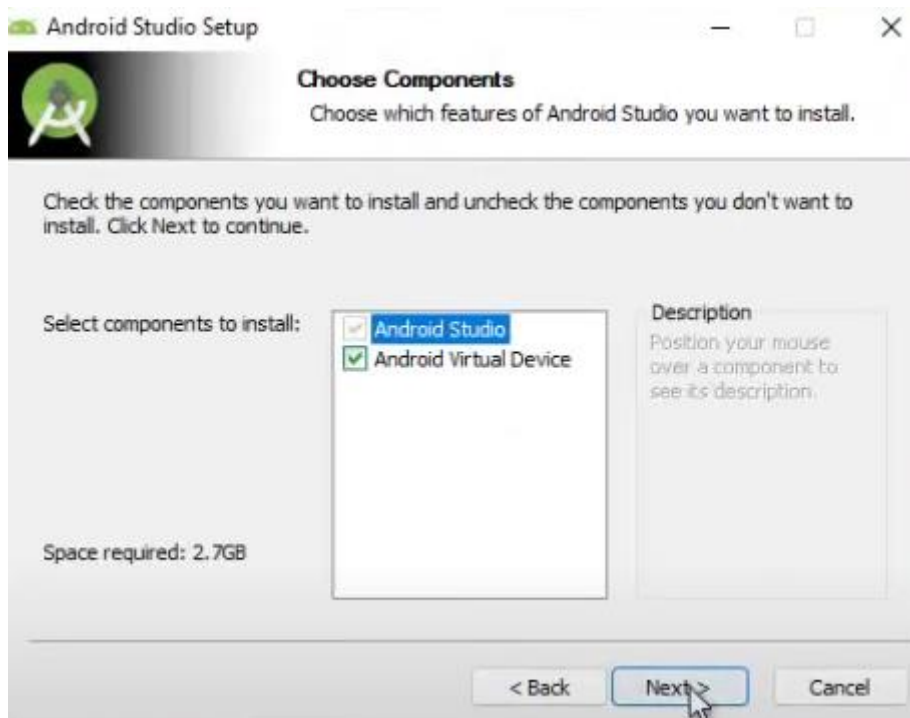 Android Studio Setup
Choose Components
Choose which features of Android Studio you want to install.
Check the components you want to install and uncheck the components you don't want to
install. Click Next to continue.
Select components to install:
Android Studio
Android Virtual Device
Description
Position your mouse
over a component to
see its description.
Space required: 2.7GB
< Back
Next >
Cancel